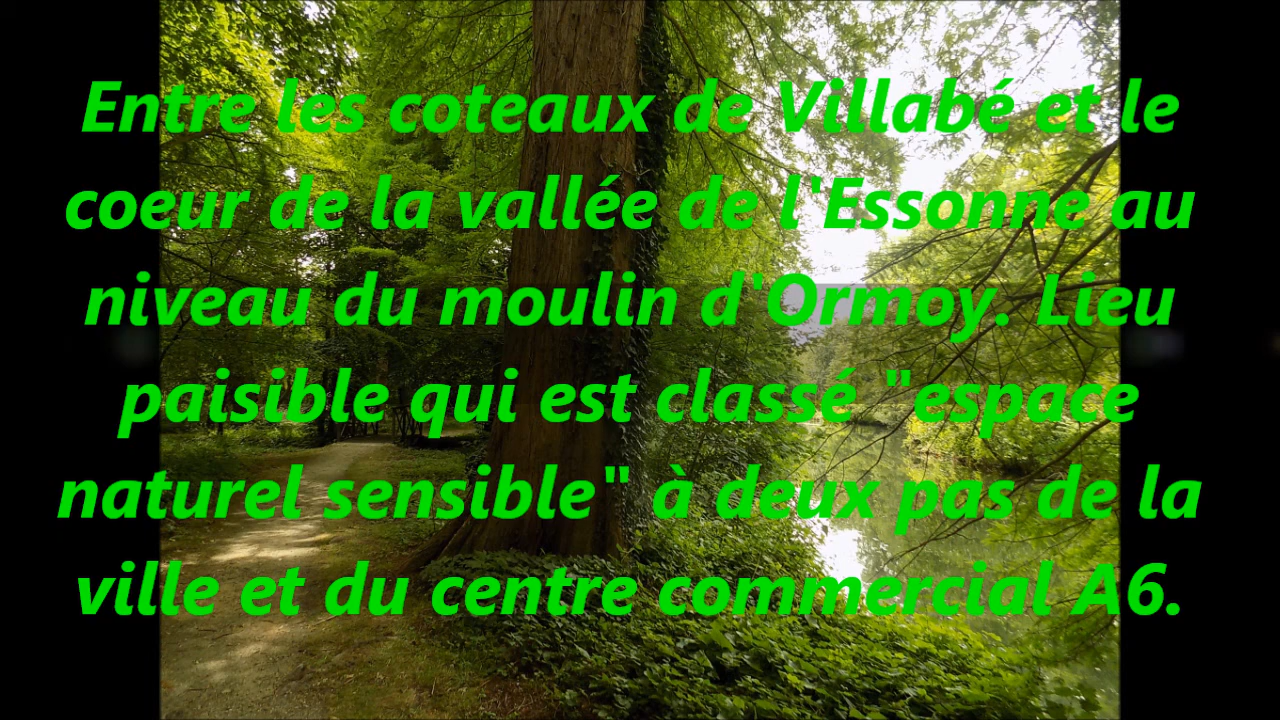 Entre les coteaux de Villabé et le
coeur de la vallée de l'Essonne au
niveau du moulin d'Ormoy. Lieu
paisible qui est classé "espace
naturel sensible" à deux pas de la
ville et du centre commercial A6.